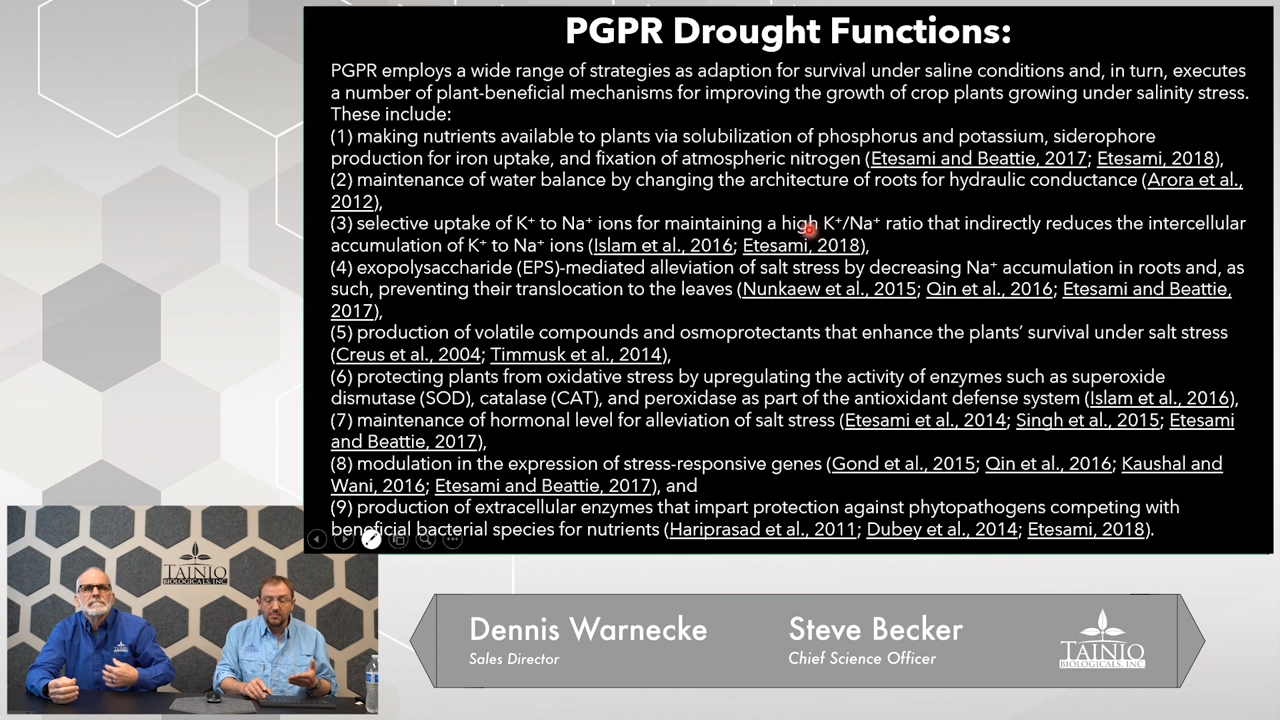 PGPR Drought Functions:
PGPR employs a wide range of strategies as adaption for survival under saline conditions and, in turn, executes
a number of plant-beneficial mechanisms for improving the growth of crop plants growing under salinity stress.
These include:
(1) making nutrients available to plants via solubilization of phosphorus and potassium, siderophore
production for iron uptake, and fixation of atmospheric nitrogen (Etesami and Beattie, 2017; Etesami, 2018),
(2) maintenance of water balance by changing the architecture of roots for hydraulic conductance (Arora et al.,
2012),
(3) selective uptake of K⁺ to Na⁺ ions for maintaining a high K⁺/Na⁺ ratio that indirectly reduces the intercellular
accumulation of K⁺ to Na⁺ ions (Islam et al., 2016; Etesami, 2018),
(4) exopolysaccharide (EPS)-mediated alleviation of salt stress by decreasing Na⁺ accumulation in roots and, as
such, preventing their translocation to the leaves (Nunkaew et al., 2015; Qin et al., 2016; Etesami and Beattie,
2017),
(5) production of volatile compounds and osmoprotectants that enhance the plants’ survival under salt stress
(Creus et al., 2004; Timmusk et al., 2014),
(6) protecting plants from oxidative stress by upregulating the activity of enzymes such as superoxide
dismutase (SOD), catalase (CAT), and peroxidase as part of the antioxidant defense system (Islam et al., 2016),
(7) maintenance of hormonal level for alleviation of salt stress (Etesami et al., 2014; Singh et al., 2015; Etesami
and Beattie, 2017),
(8) modulation in the expression of stress-responsive genes (Gond et al., 2015; Qin et al., 2016; Kaushal and
Wani, 2016; Etesami and Beattie, 2017), and
(9) production of extracellular enzymes that impart protection against phytopathogens competing with
beneficial bacterial species for nutrients (Hariprasad et al., 2011; Dubey et al., 2014; Etesami, 2018).
TAINIO
BIOLOGICALS, INC
Dennis Warnecke
Sales Director
Steve Becker
Chief Science Officer
TAINIO
BIOLOGICALS, INC